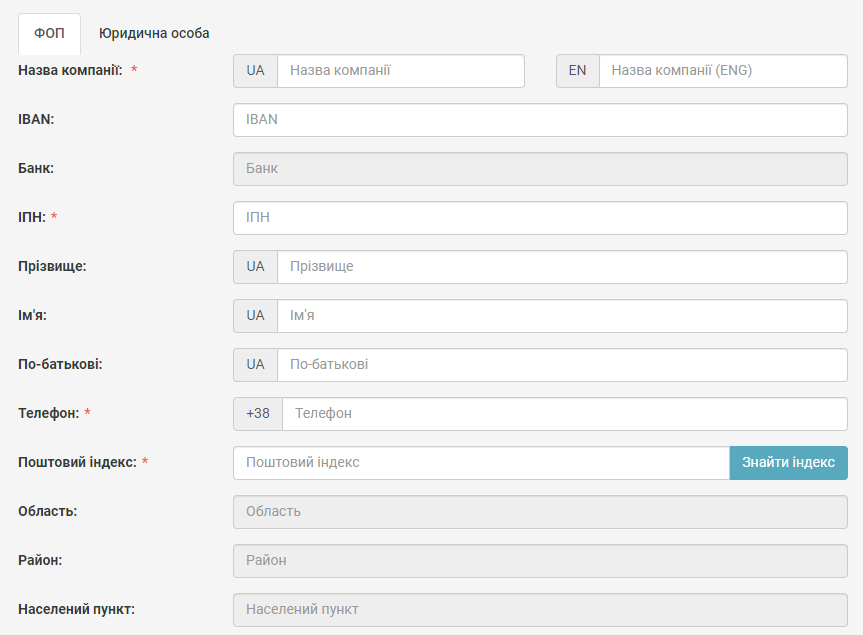 ФОП Юридична особа
Назва компанії: * UA Назва компанії EN Назва компанії (ENG)
IBAN: IBAN
Банк: Банк
ІПН: * ІПН
Прізвище: UA Прізвище
Ім'я: UA Ім'я
По-батькові: UA По-батькові
Телефон: * +38 Телефон
Поштовий індекс: * Поштовий індекс Знайти індекс
Область: Область
Район: Район
Населений пункт: Населений пункт